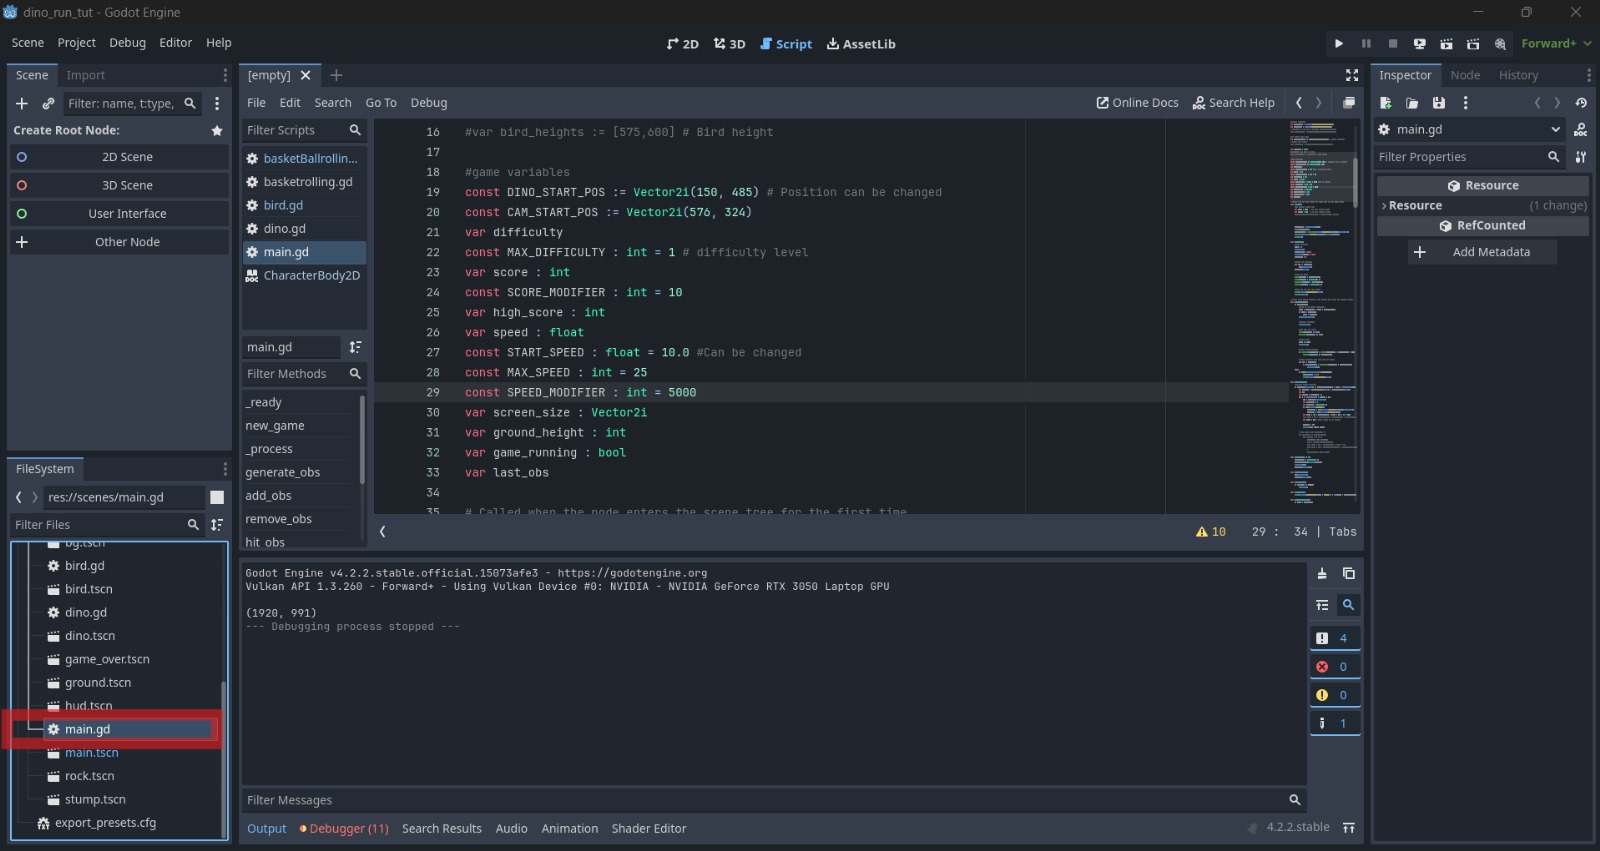 dino_run_tut - Godot Engine
Scene Project Debug Editor Help
2D 3D Script AssetLib
Forward+
Scene Import
Filter: name, t:type,
Create Root Node:
2D Scene
3D Scene
User Interface
Other Node
FileSystem
res://scenes/main.gd
Filter Files
bg.tscn
bird.gd
bird.tscn
dino.gd
dino.tscn
game_over.tscn
ground.tscn
hud.tscn
main.gd
main.tscn
rock.tscn
stump.tscn
export_presets.cfg
[empty]
File Edit Search Go To Debug
Online Docs Search Help
Filter Scripts
basketBallrollin...
basketrolling.gd
bird.gd
dino.gd
main.gd
CharacterBody2D
main.gd
Filter Methods
_ready
new_game
_process
generate_obs
add_obs
remove_obs
hit_obs
16 #var bird_heights := [575,600] # Bird height
17
18 #game variables
19 const DINO_START_POS := Vector2i(150, 485) # Position can be changed
20 const CAM_START_POS := Vector2i(576, 324)
21 var difficulty
22 const MAX_DIFFICULTY : int = 1 # difficulty level
23 var score : int
24 const SCORE_MODIFIER : int = 10
25 var high_score : int
26 var speed : float
27 const START_SPEED : float = 10.0 #Can be changed
28 const MAX_SPEED : int = 25
29 const SPEED_MODIFIER : int = 5000
30 var screen_size : Vector2i
31 var ground_height : int
32 var game_running : bool
33 var last_obs
34
35 # Called when the node enters the scene tree for the first time
10 29 : 34 | Tabs
Godot Engine v4.2.2.stable.official.15073afe3 - https://godotengine.org
Vulkan API 1.3.260 - Forward+ - Using Vulkan Device #0: NVIDIA - NVIDIA GeForce RTX 3050 Laptop GPU
(1920, 991)
--- Debugging process stopped ---
4
0
0
1
Filter Messages
Output Debugger (11) Search Results Audio Animation Shader Editor
4.2.2.stable
Inspector Node History
main.gd
Filter Properties
Resource
Resource (1 change)
RefCounted
Add Metadata